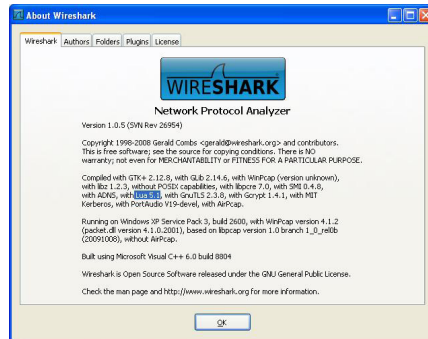 About Wireshark
Wireshark Authors Folders Plugins License
WIRESHARK
Network Protocol Analyzer
Version 1.0.5 (SVN Rev 26954)
Copyright 1998-2008 Gerald Combs <gerald@wireshark.org> and contributors.
This is free software; see the source for copying conditions. There is NO
warranty; not even for MERCHANTABILITY or FITNESS FOR A PARTICULAR PURPOSE.
Compiled with GTK+ 2.12.8, with GLib 2.14.6, with WinPcap (version unknown),
with libz 1.2.3, without POSIX capabilities, with libpcre 7.0, with SMI 0.4.8,
with ADNS, with Lua 5.1, with GnuTLS 2.3.8, with Gcrypt 1.4.1, with MIT
Kerberos, with PortAudio V19-devel, with AirPcap.
Running on Windows XP Service Pack 3, build 2600, with WinPcap version 4.1.2
(packet.dll version 4.1.0.2001), based on libpcap version 1.0 branch 1_0_rel0b
(20091008), without AirPcap.
Built using Microsoft Visual C++ 6.0 build 8804
Wireshark is Open Source Software released under the GNU General Public License.
Check the man page and http://www.wireshark.org for more information.
OK